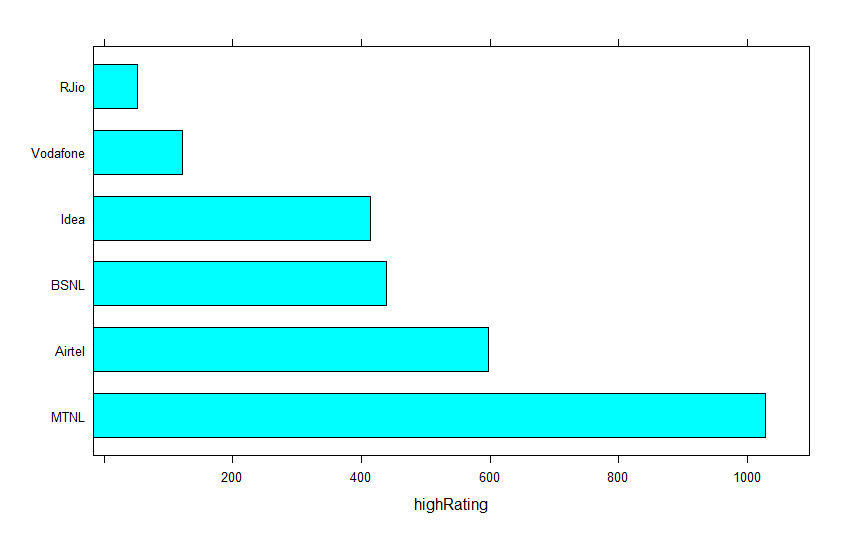 RJio
Vodafone
Idea
BSNL
Airtel
MTNL
200 400 600 800 1000
highRating